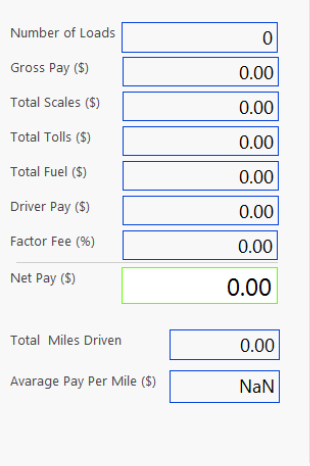 Number of Loads 0
Gross Pay ($) 0.00
Total Scales ($) 0.00
Total Tolls ($) 0.00
Total Fuel ($) 0.00
Driver Pay ($) 0.00
Factor Fee (%) 0.00
Net Pay ($) 0.00
Total Miles Driven 0.00
Avarage Pay Per Mile ($) NaN